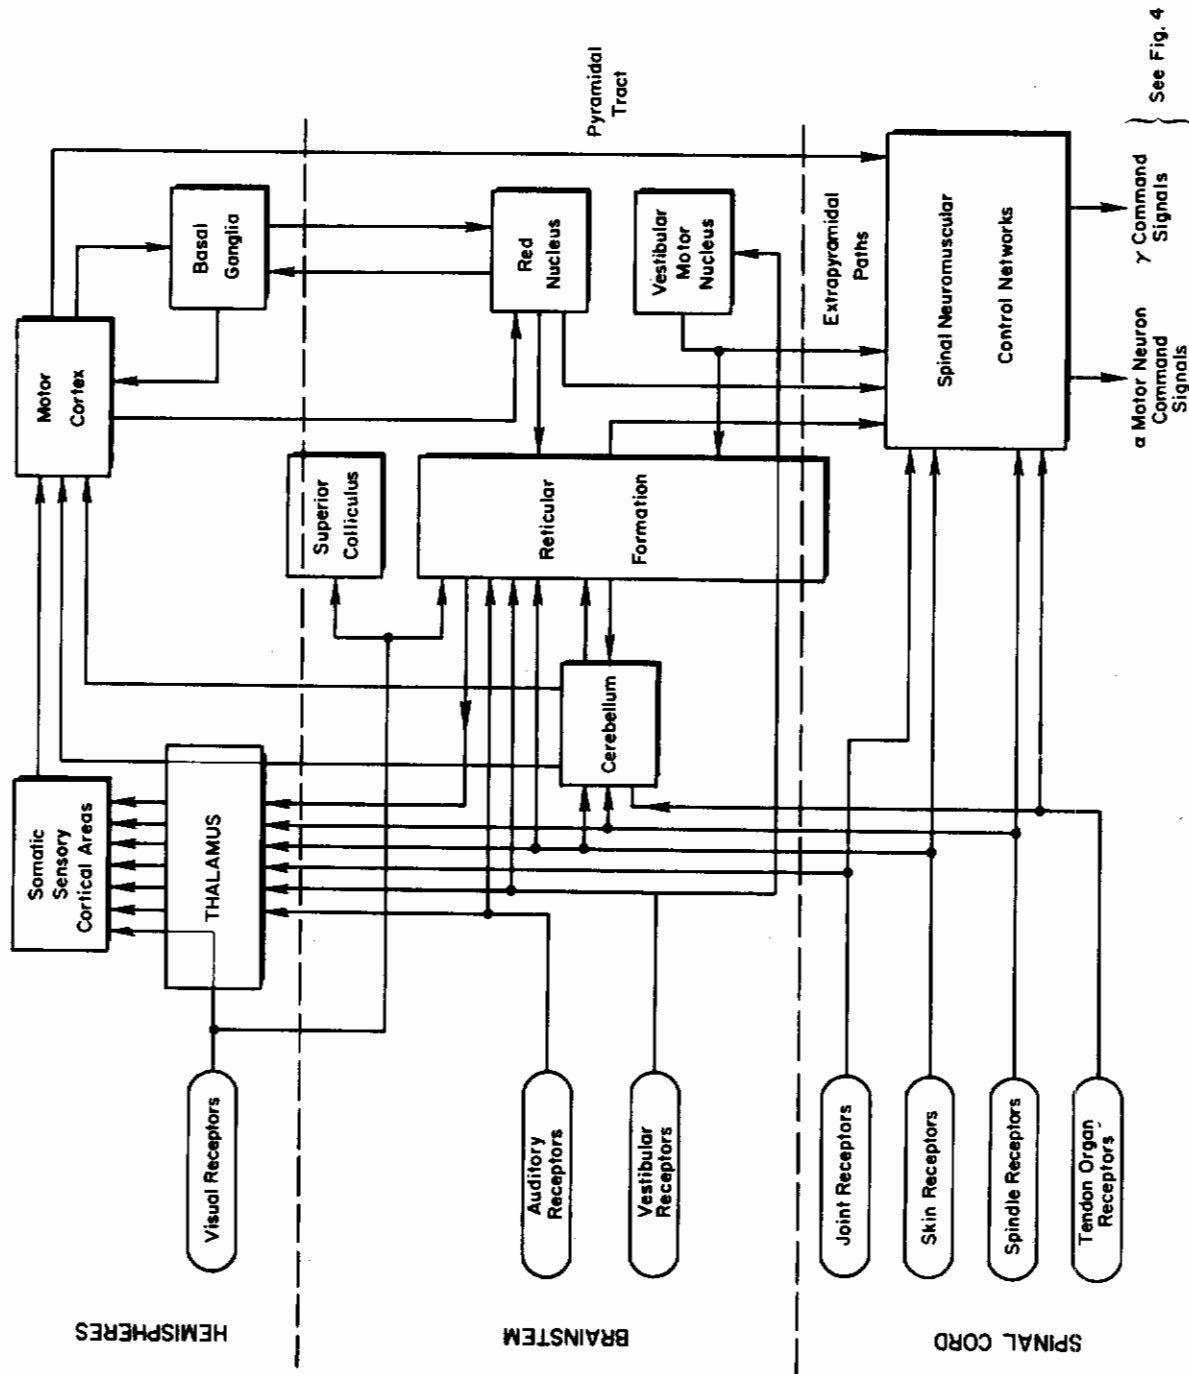 HEMISPHERES
BRAINSTEM
SPINAL CORD
Visual Receptors
Auditory
Receptors
Vestibular
Receptors
Joint Receptors
Skin Receptors
Spindle Receptors
Tendon Organ
Receptors
Somatic
Sensory
Cortical Areas
THALAMUS
Cerebellum
Superior
Colliculus
Reticular
Formation
Motor
Cortex
Basal
Ganglia
Red
Nucleus
Vestibular
Motor
Nucleus
Pyramidal
Tract
Extrapyramidal
Paths
Spinal Neuromuscular
Control Networks
α Motor Neuron
Command
Signals
γ Command
Signals
See Fig. 4